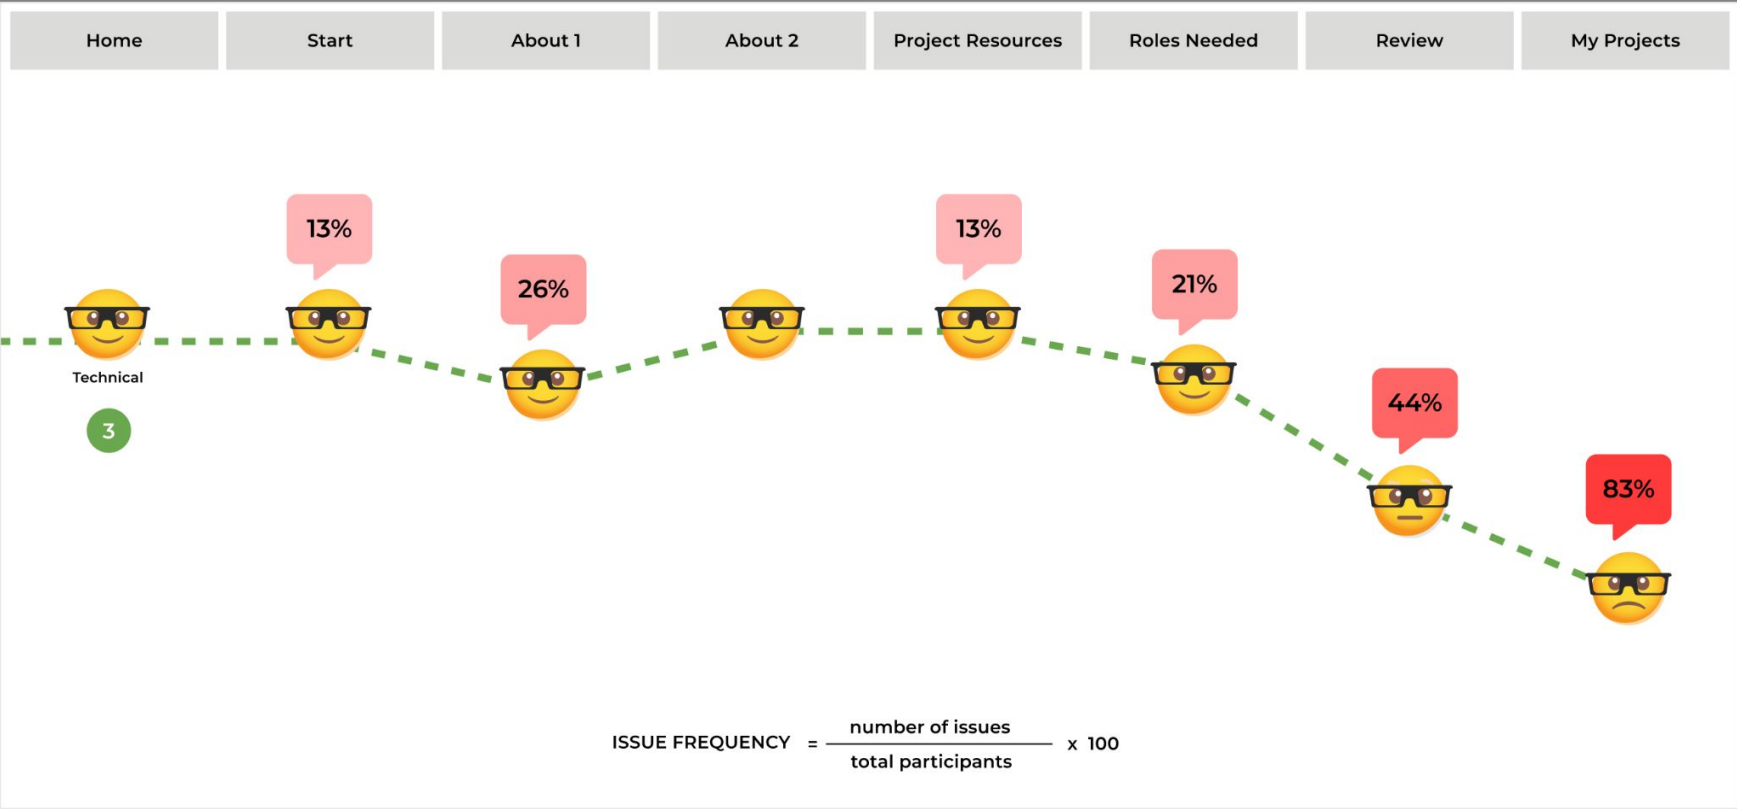 Home
Start
About 1
About 2
Project Resources
Roles Needed
Review
My Projects
13%
13%
26%
21%
Technical
3
44%
83%
ISSUE FREQUENCY = number of issues
total participants
x 100